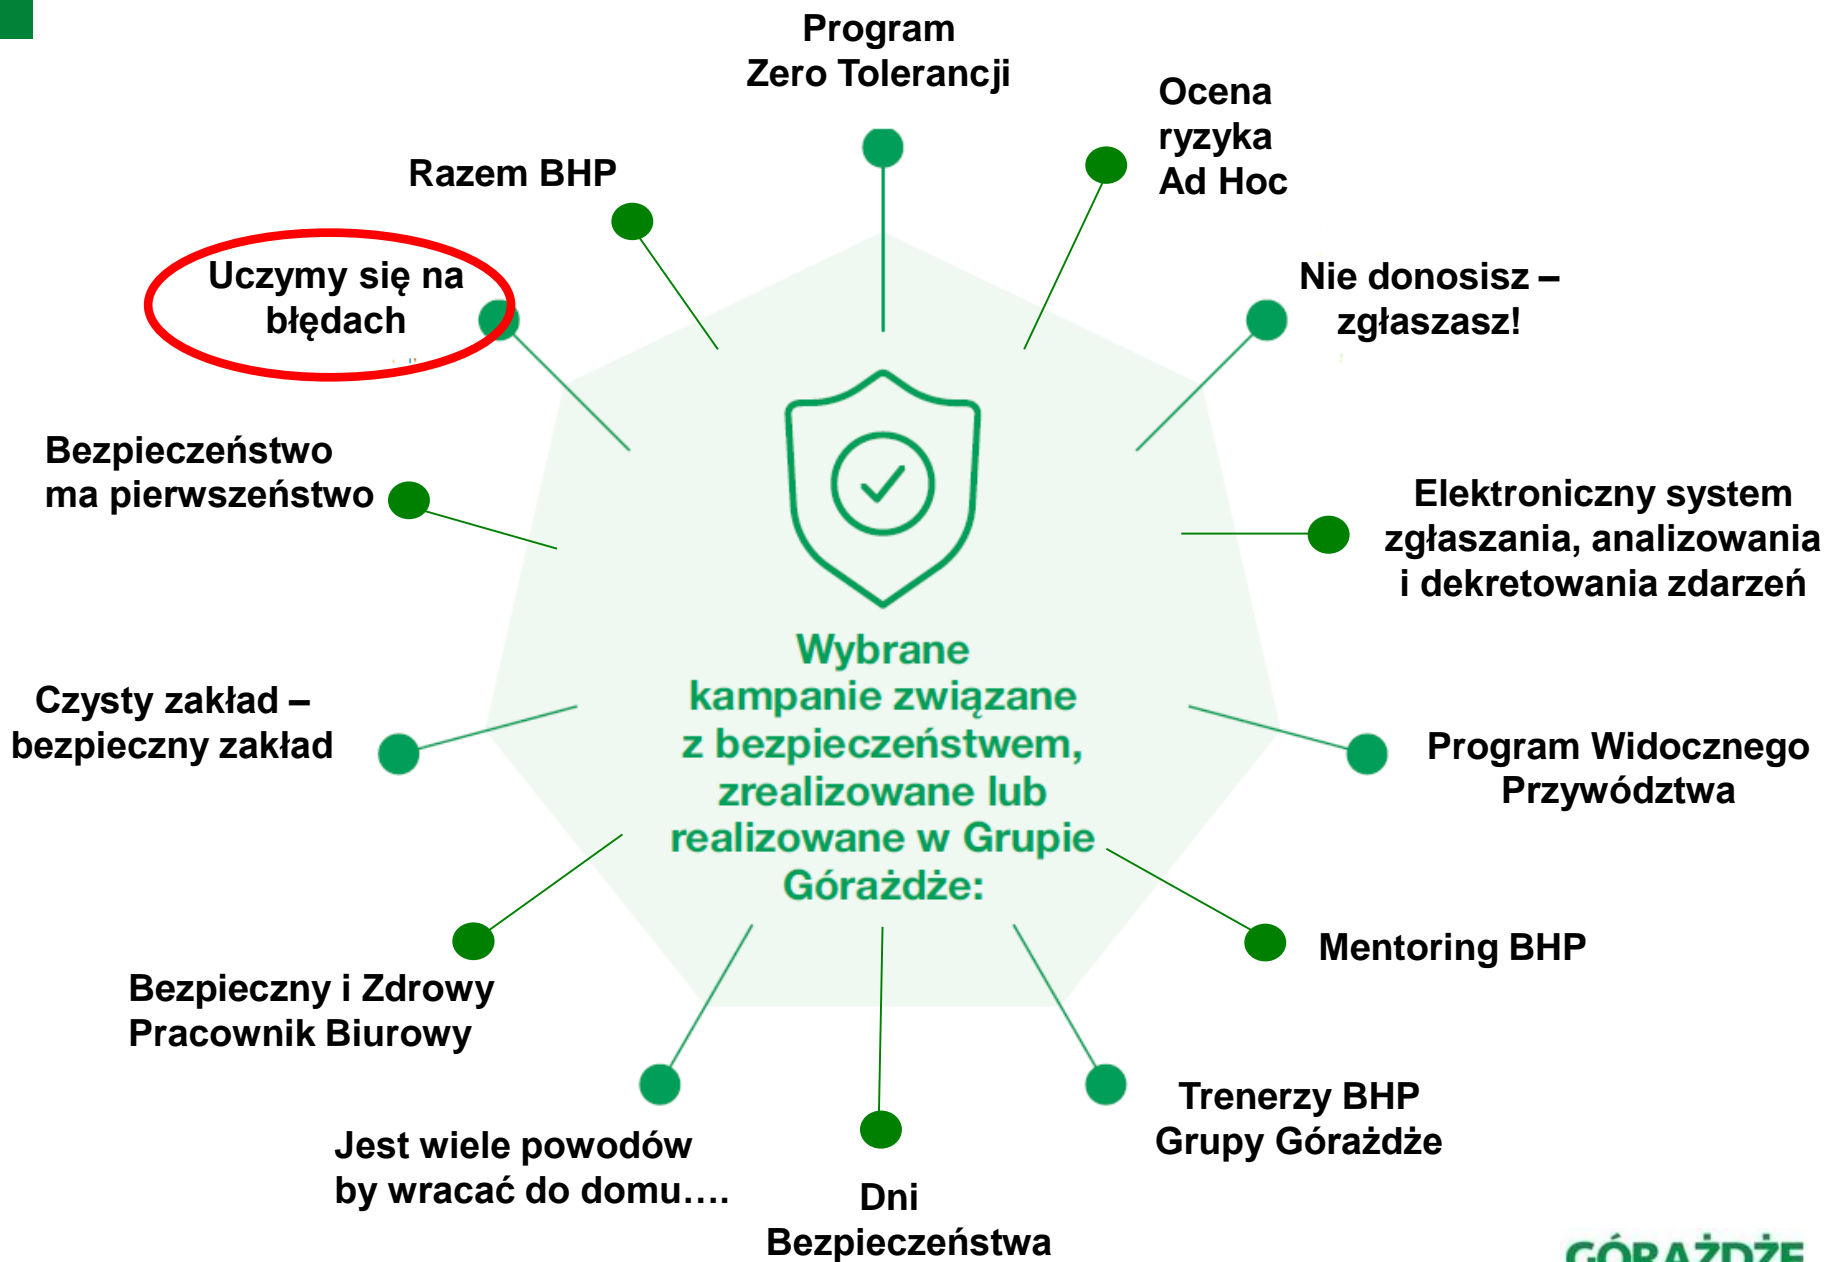 Program
Zero Tolerancji
Ocena
ryzyka
Ad Hoc
Razem BHP
Uczymy się na
błędach
Nie donosisz –
zgłaszasz!
Bezpieczeństwo
ma pierwszeństwo
Elektroniczny system
zgłaszania, analizowania
i dekretowania zdarzeń
Wybrane
kampanie związane
z bezpieczeństwem,
zrealizowane lub
realizowane w Grupie
Górażdże:
Czysty zakład –
bezpieczny zakład
Program Widocznego
Przywództwa
Mentoring BHP
Bezpieczny i Zdrowy
Pracownik Biurowy
Trenerzy BHP
Grupy Górażdże
Jest wiele powodów
by wracać do domu….
Dni
Bezpieczeństwa
GÓRAŻDŻE